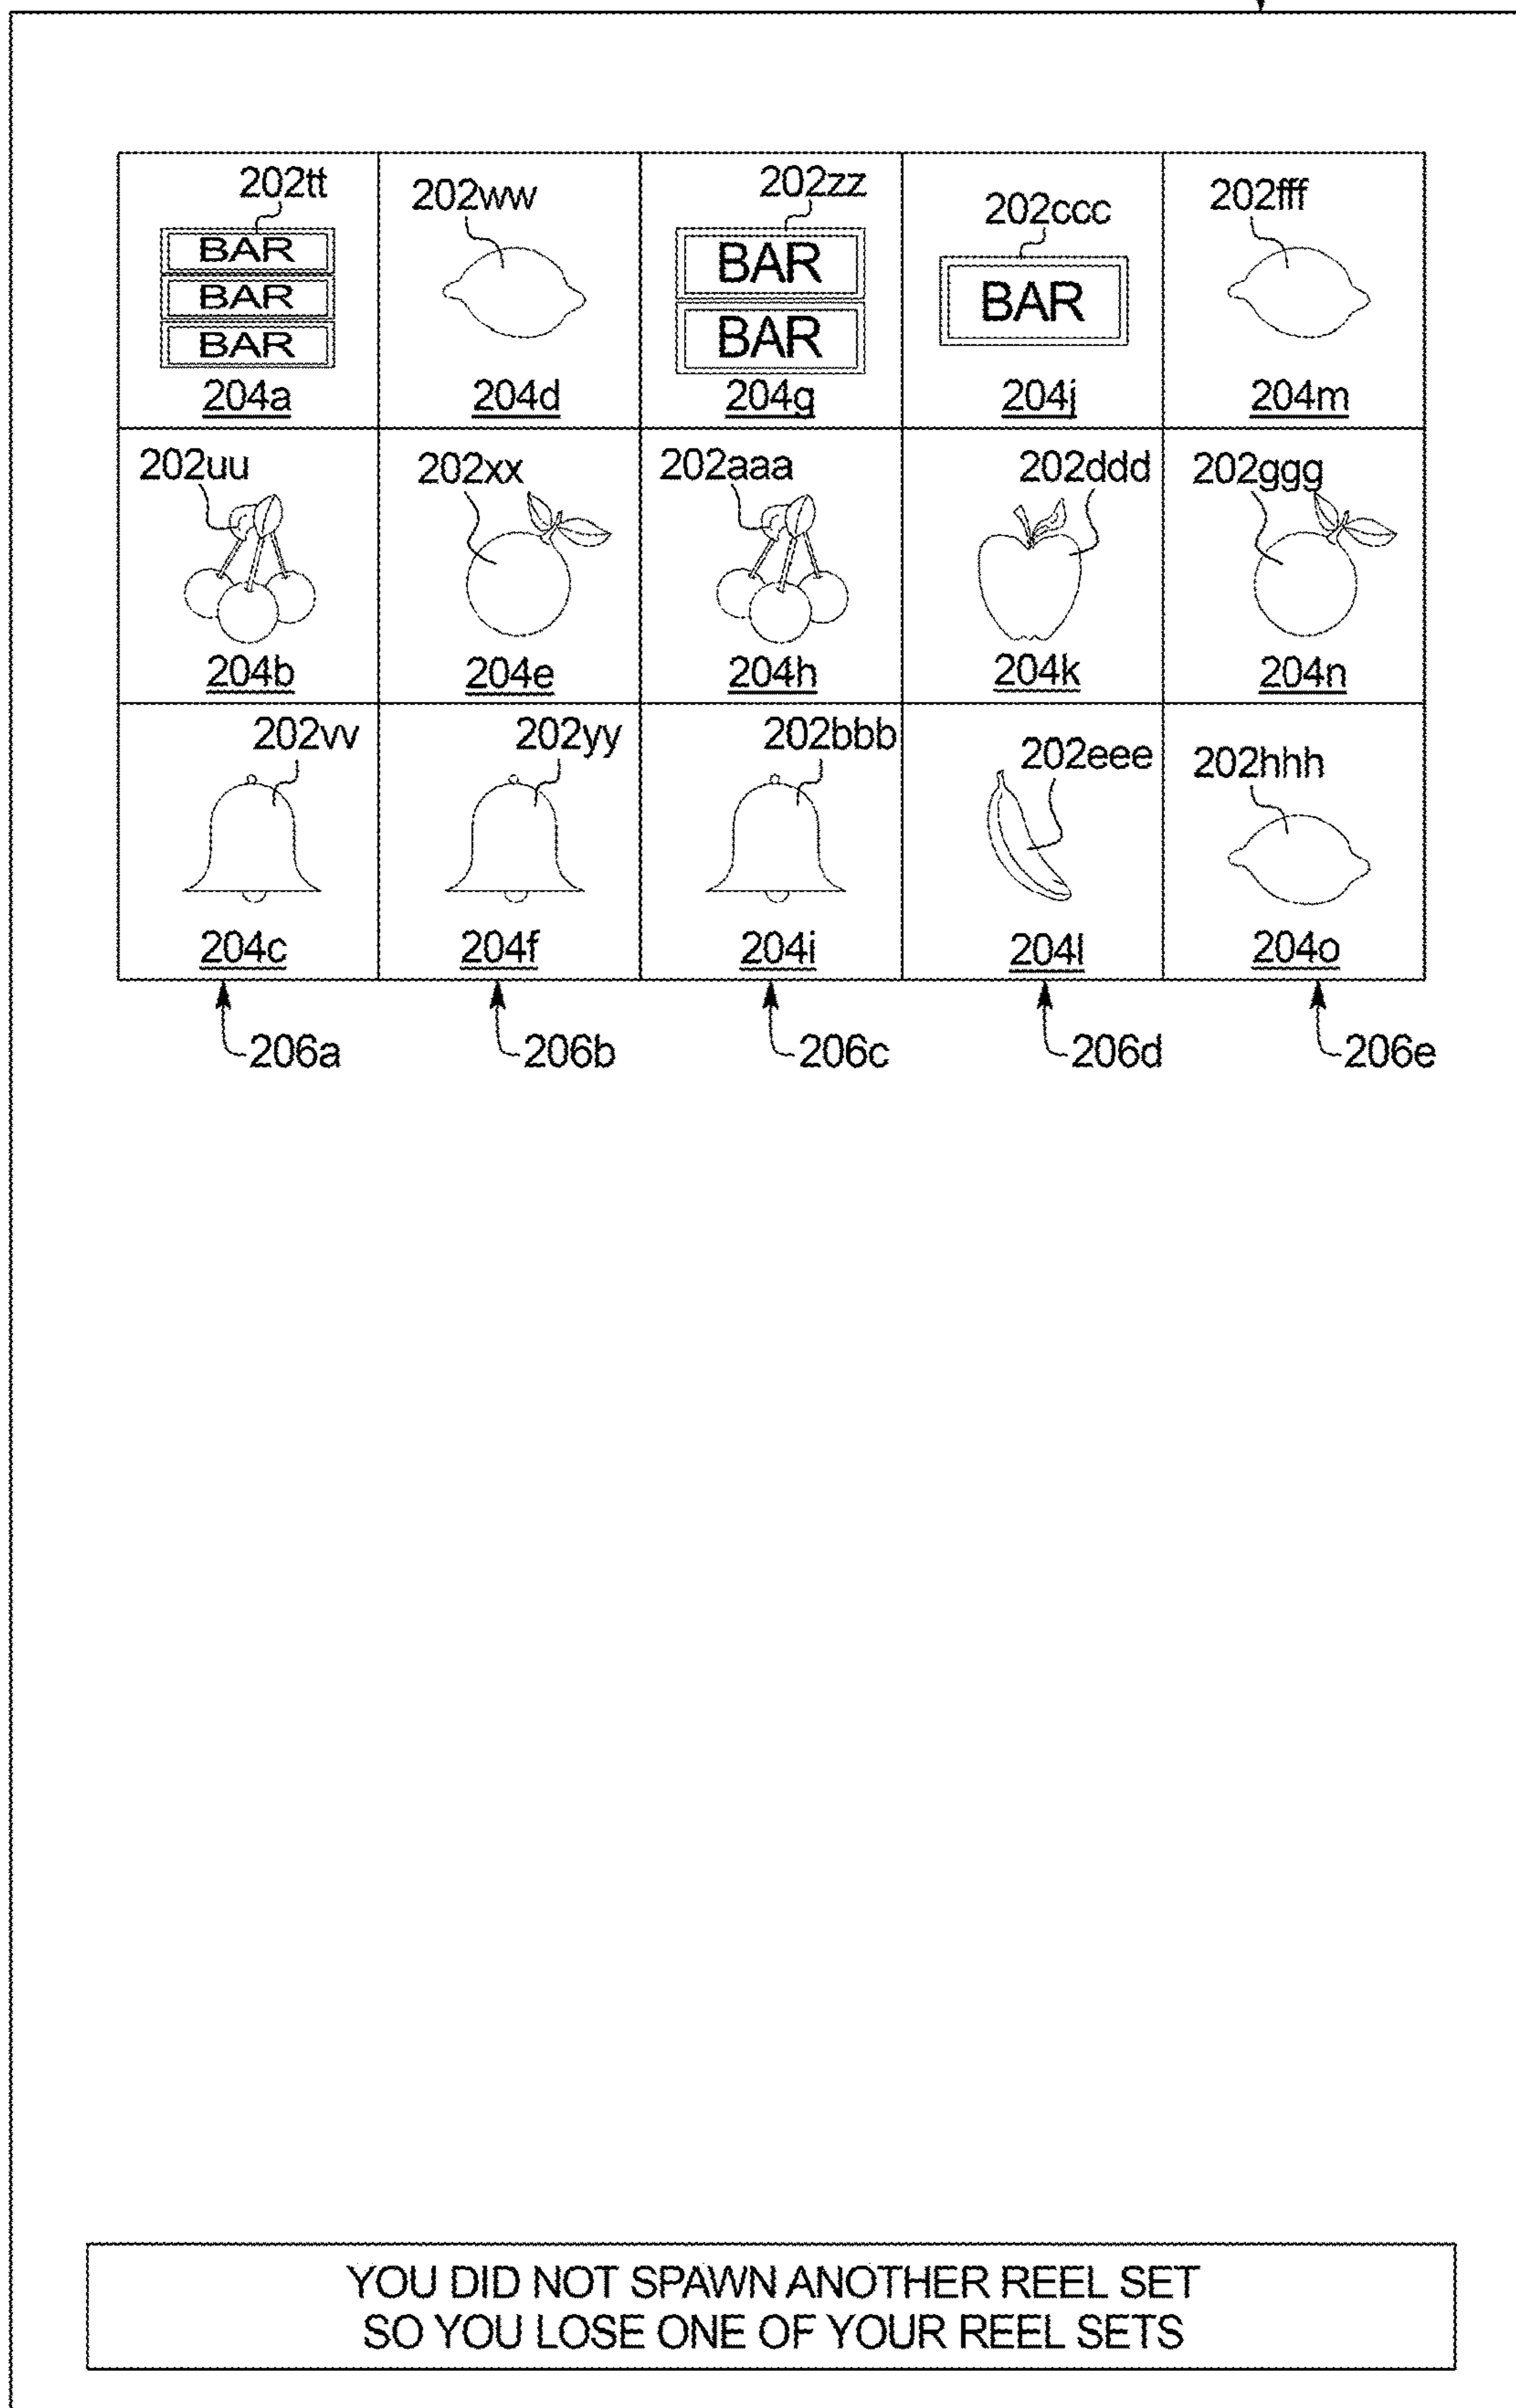 202tt 202ww 202zz 202ccc 202fff
BAR BAR BAR
BAR
BAR BAR
204a 204d 204g 204j 204m
202uu 202xx 202aaa 202ddd 202ggg
204b 204e 204h 204k 204n
202vv 202yy 202bbb 202eee 202hhh
204c 204f 204i 204l 204o
206a 206b 206c 206d 206e
YOU DID NOT SPAWN ANOTHER REEL SET
SO YOU LOSE ONE OF YOUR REEL SETS